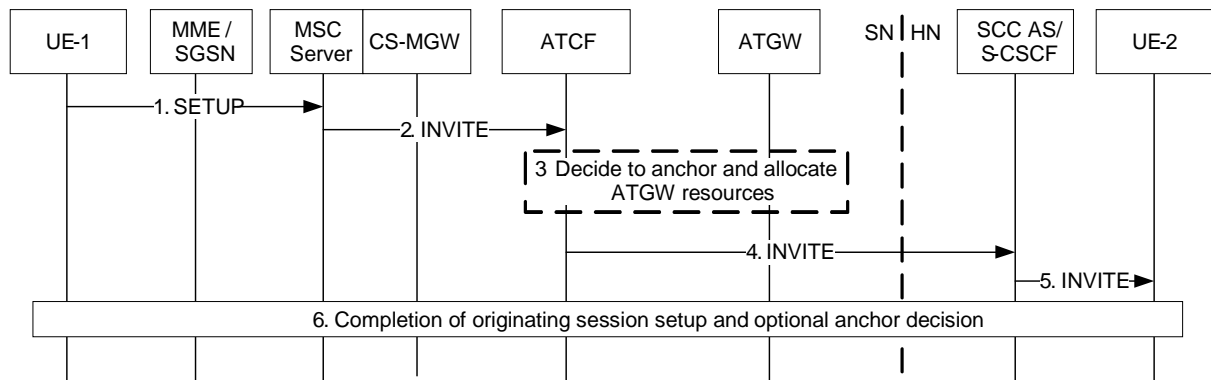 UE-1
MME /
SGSN
MSC
Server
CS-MGW
ATCF
ATGW
SN
HN
SCC AS/
S-CSCF
UE-2
1. SETUP
2. INVITE
3 Decide to anchor and allocate
ATGW resources
4. INVITE
5. INVITE
6. Completion of originating session setup and optional anchor decision